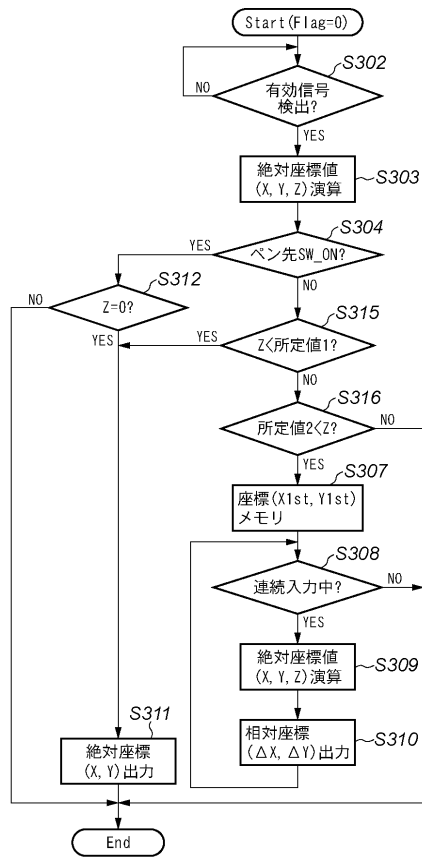 Start(Flag=0)
S302
有効信号
検出?
NO
YES
絶対座標値
(X, Y, Z)演算
S303
S304
ペン先SW_ON?
YES
NO
S312
Z=0?
NO
YES
S315
Z<所定値1?
YES
NO
S316
所定値2<Z?
NO
YES
S307
座標(X1st, Y1st)
メモリ
S308
連続入力中?
NO
YES
絶対座標値
(X, Y, Z)演算
S309
相対座標
(ΔX, ΔY)出力
S310
S311
絶対座標
(X, Y)出力
End